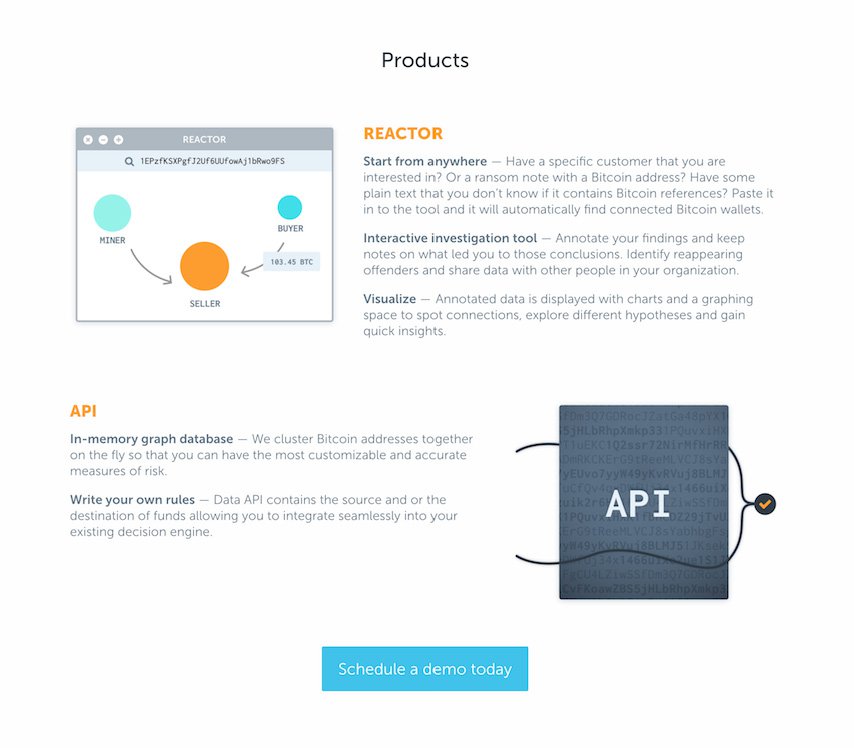 Products
REACTOR
1EPzfKSXPgfJ2Uf6UUfowAj1bRwo9FS
MINER
BUYER
103.45 BTC
SELLER
REACTOR
Start from anywhere — Have a specific customer that you are
interested in? Or a ransom note with a Bitcoin address? Have some
plain text that you don't know if it contains Bitcoin references? Paste it
in to the tool and it will automatically find connected Bitcoin wallets.
Interactive investigation tool — Annotate your findings and keep
notes on what led you to those conclusions. Identify reappearing
offenders and share data with other people in your organization.
Visualize — Annotated data is displayed with charts and a graphing
space to spot connections, explore different hypotheses and gain
quick insights.
API
In-memory graph database — We cluster Bitcoin addresses together
on the fly so that you can have the most customizable and accurate
measures of risk.
Write your own rules — Data API contains the source and or the
destination of funds allowing you to integrate seamlessly into your
existing decision engine.
API
Schedule a demo today